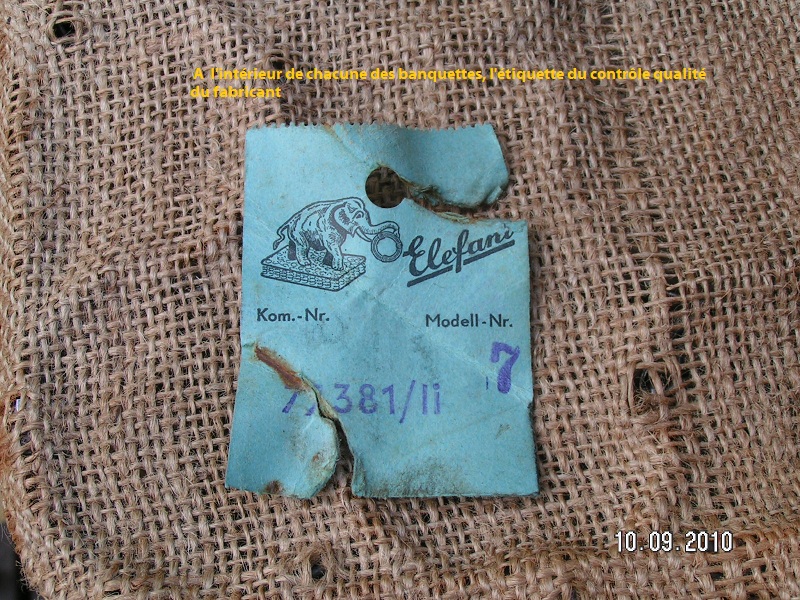 A l'intérieur de chacune des banquettes, l'étiquette du contrôle qualité
du fabricant
Elefant
Kom.-Nr.
Modell-Nr.
7
381/II
10.09.2010